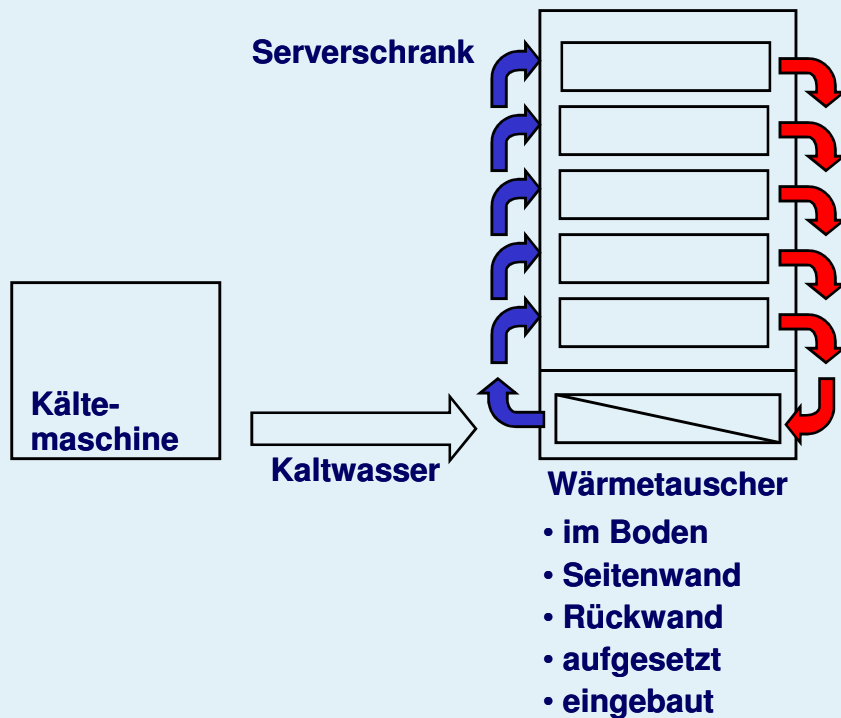 Serverschrank
Kälte-
maschine
Kaltwasser
Wärmetauscher
• im Boden
• Seitenwand
• Rückwand
• aufgesetzt
• eingebaut